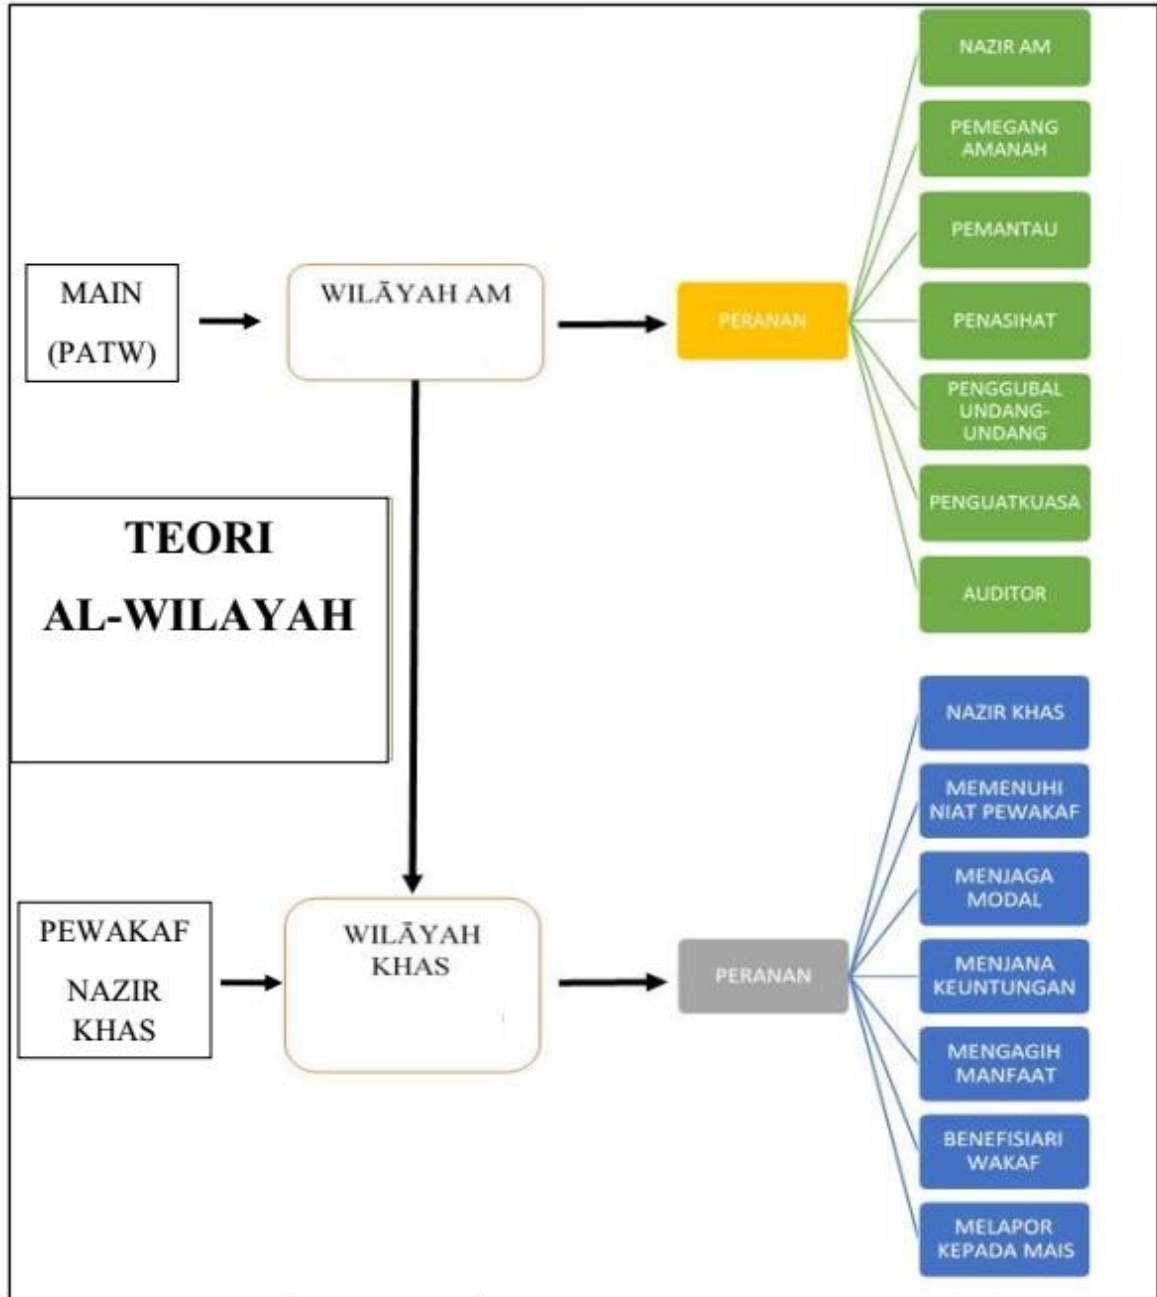 NAZIR AM
PEMEGANG
AMANAH
PEMANTAU
MAIN
(PATW)
WILĀYAH AM
PERANAN
PENASIHAT
PENGGUBAL
UNDANG-
UNDANG
PENGUATKUASA
AUDITOR
TEORI
AL-WILAYAH
NAZIR KHAS
MEMENUHI
NIAT PEWAKAF
MENJAGA
MODAL
PEWAKAF
NAZIR
KHAS
WILĀYAH
KHAS
PERANAN
MENJANA
KEUNTUNGAN
MENGAGIH
MANFAAT
BENEFISIARI
WAKAF
MELAPOR
KEPADA MAIS